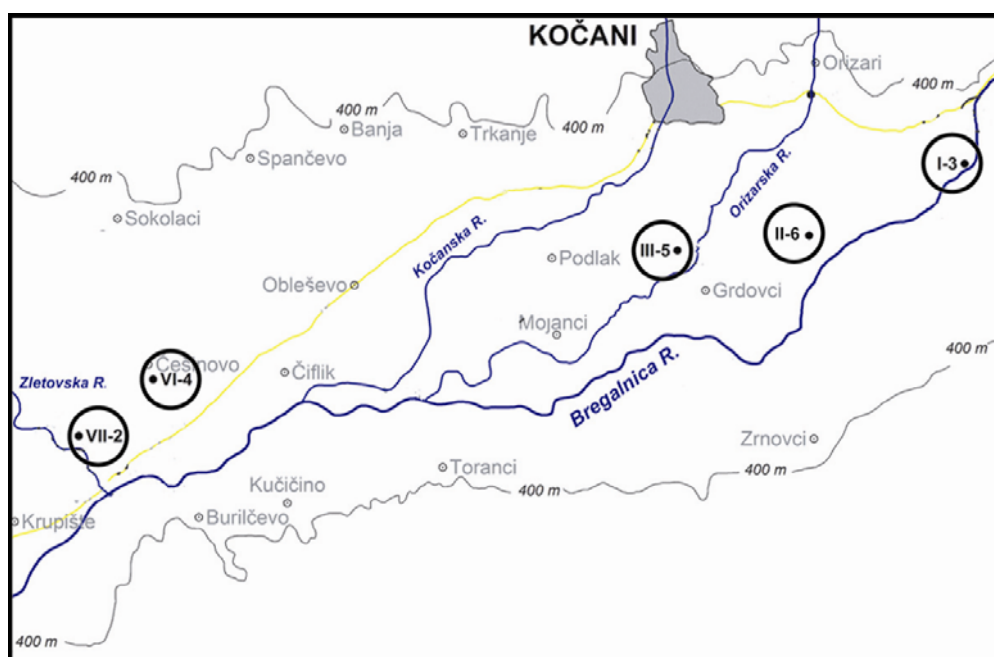 KOČANI
Orizari
400 m
400 m
400 m
Banja
Trkanje
Spančevo
I-3
400 m
Orizarska R.
Sokolaci
Kočanska R.
II-6
III-5
Podlak
Obleševo
Grdovci
Mojanci
400 m
Češinovo
Čiflik
Zletovska R.
VI-4
Bregalnica R.
VII-2
Zrnovci
Toranci
400 m
Kučičino
400 m
Krupište
Burilčevo
400 m